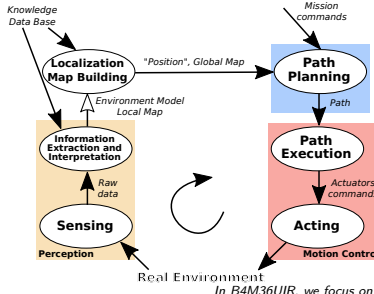 Knowledge
Data Base
Mission
commands
Localization
Map Building
"Position", Global Map
Path
Planning
Environment Model
Local Map
Path
Information
Extraction and
Interpretation
Path
Execution
Raw
data
Actuators
command
Sensing
Acting
Perception
Motion Contro
Real Environment
In B4M36UIR, we focus on